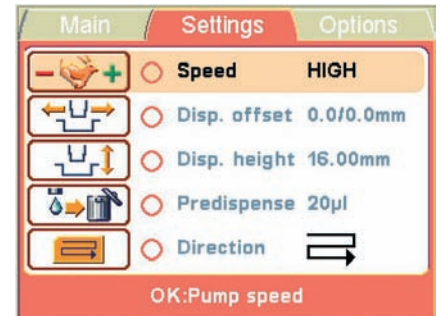 Main Settings Options
Speed HIGH
Disp. offset 0.0/0.0mm
Disp. height 16.00mm
Predispense 20µl
Direction
OK:Pump speed